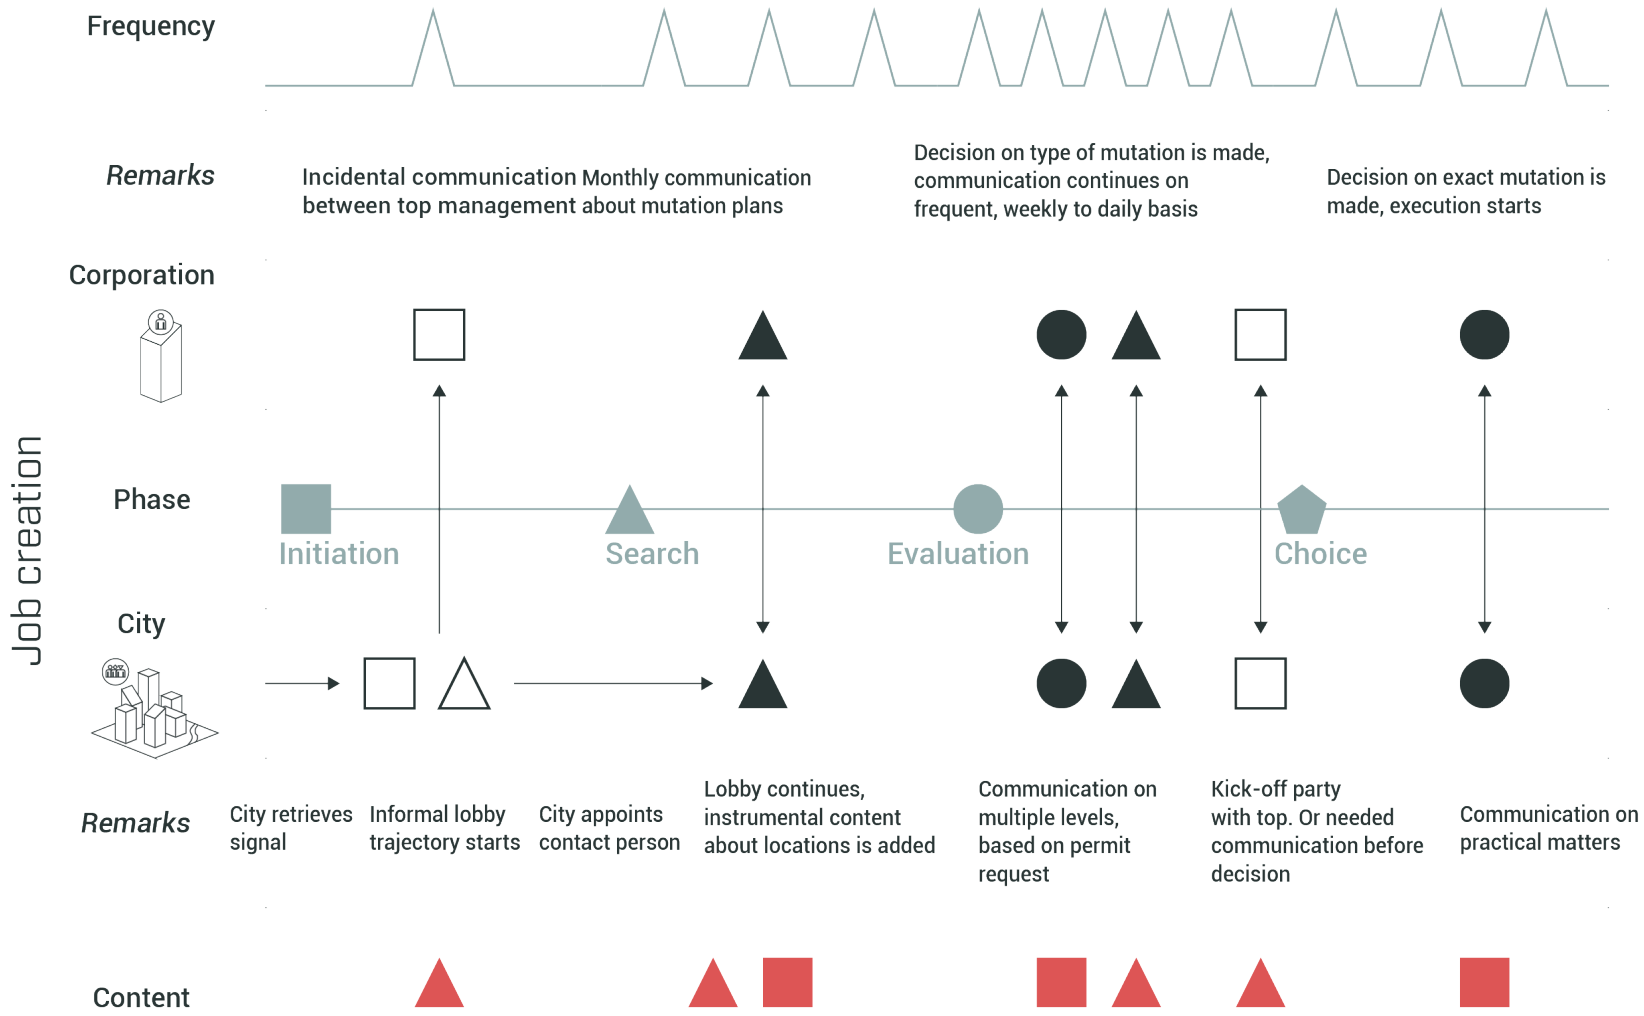 Frequency
Remarks
Incidental communication
between top management
Monthly communication
about mutation plans
Decision on type of mutation is made,
communication continues on
frequent, weekly to daily basis
Decision on exact mutation is
made, execution starts
Corporation
Job creation
Phase
Initiation
Search
Evaluation
Choice
City
Remarks
City retrieves
signal
Informal lobby
trajectory starts
City appoints
contact person
Lobby continues,
instrumental content
about locations is added
Communication on
multiple levels,
based on permit
request
Kick-off party
with top. Or needed
communication before
decision
Communication on
practical matters
Content